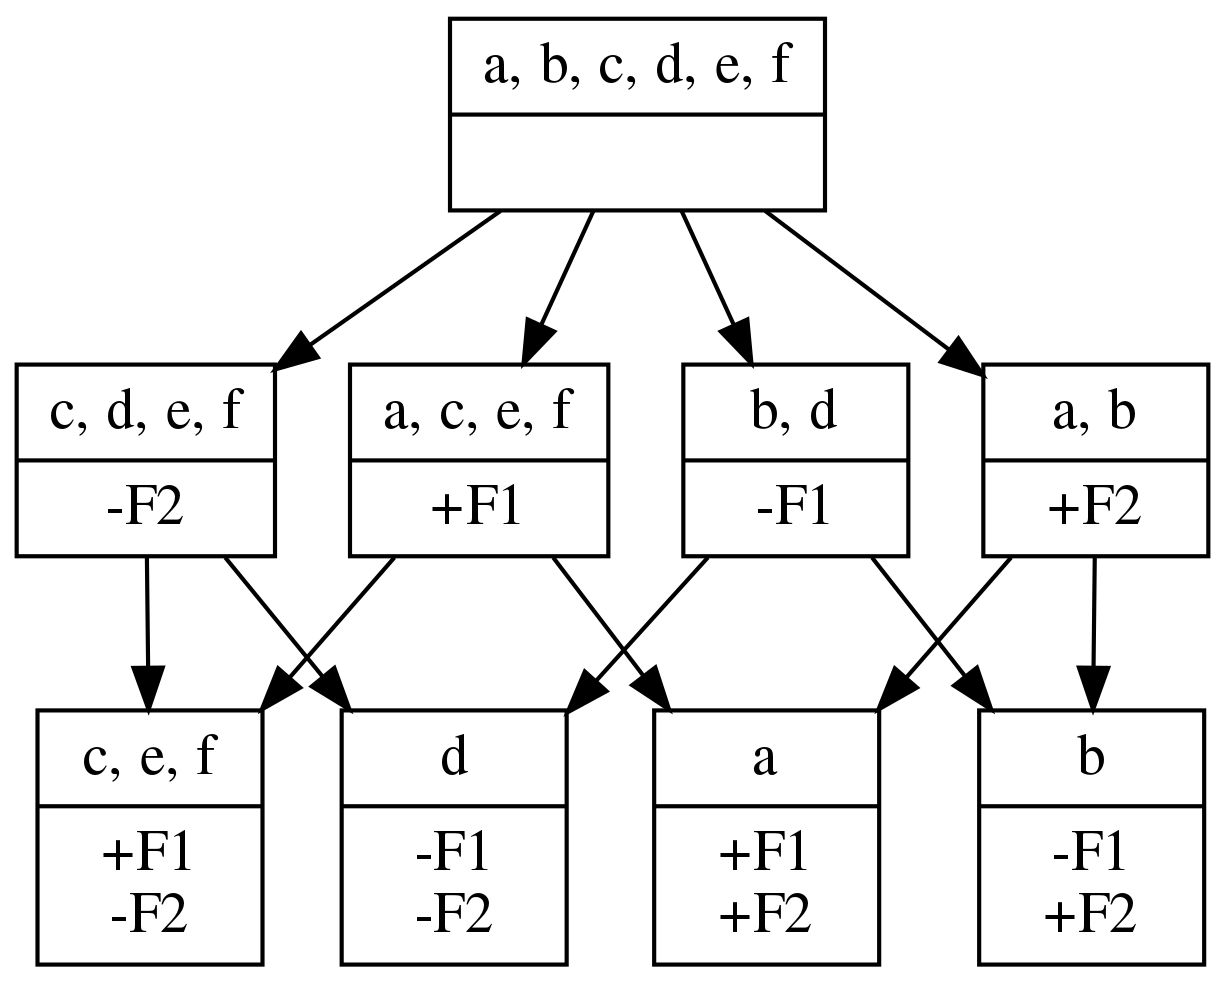 a, b, c, d, e, f
c, d, e, f
-F2
a, c, e, f
+F1
b, d
-F1
a, b
+F2
c, e, f
+F1
-F2
d
-F1
-F2
a
+F1
+F2
b
-F1
+F2